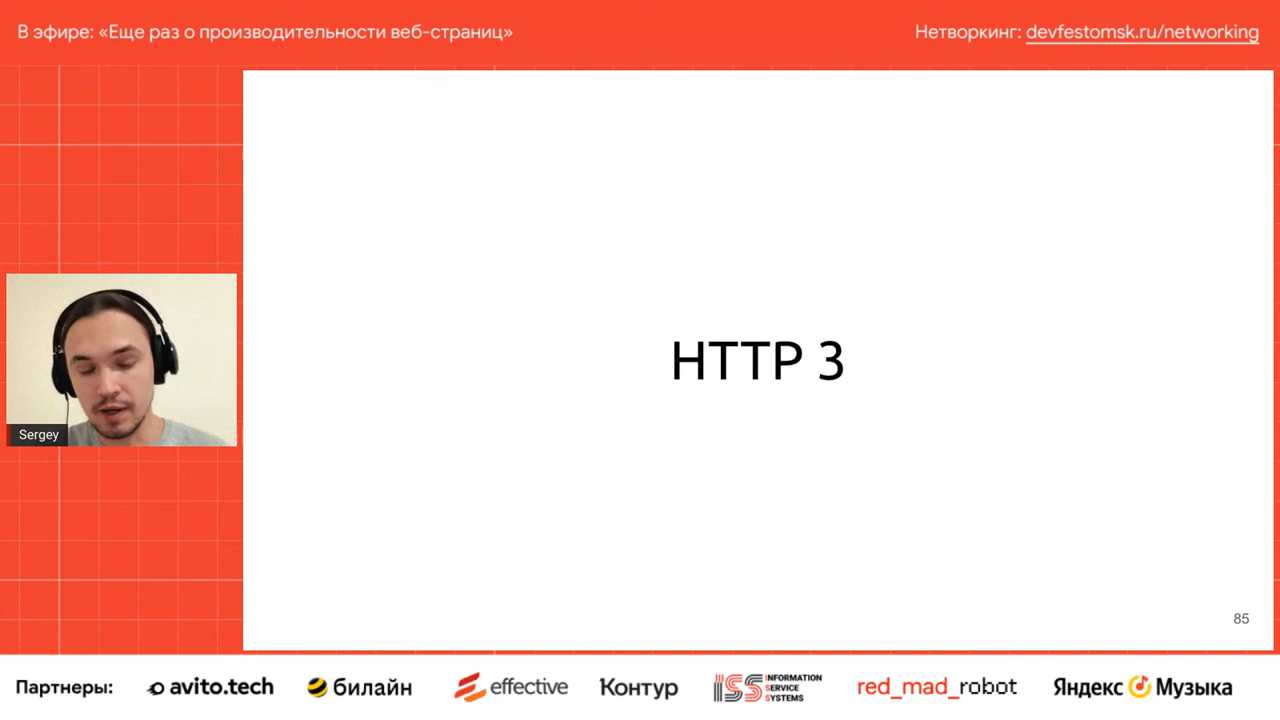 В эфире: «Еще раз о производительности веб-страниц»
Нетворкинг: devfestomsk.ru/networking
HTTP 3
Sergey
85
Партнеры:
avito.tech
билайн
effective
Контур
ISS INFORMATION
SERVICE
SYSTEMS
red_mad_robot
Яндекс Музыка